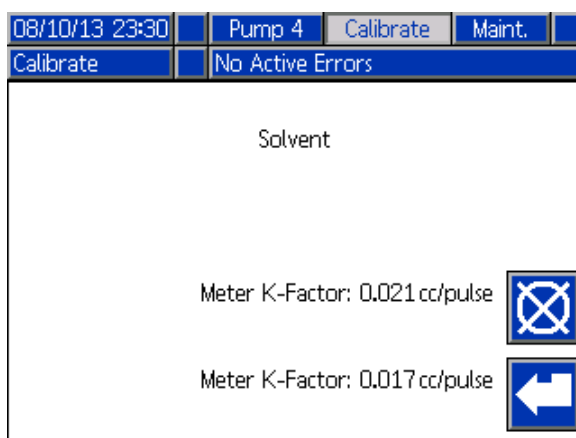 08/10/13 23:30 Pump 4 Calibrate Maint.
Calibrate No Active Errors
Solvent
Meter K-Factor: 0.021 cc/pulse
Meter K-Factor: 0.017 cc/pulse